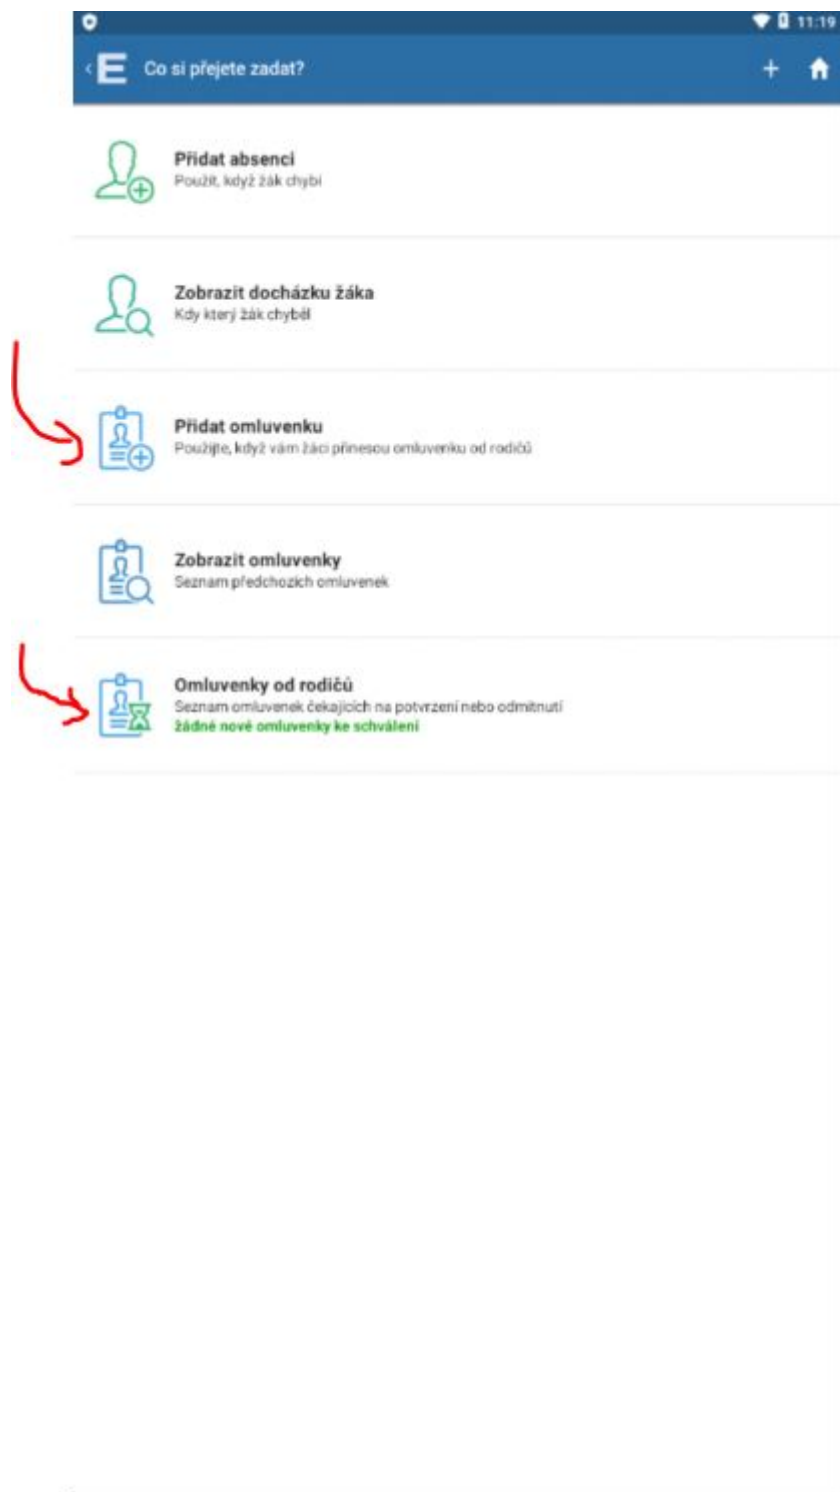 11:19
E Co si přejete zadat?
Přidat absenci
Použít, když žák chybí
Zobrazit docházku žáka
Kdy který žák chyběl
Přidat omluvenku
Použijte, když vám žáci přinesou omluvenku od rodičů
Zobrazit omluvenky
Seznam předchozích omluvenek
Omluvenky od rodičů
Seznam omluvenek čekajících na potvrzení nebo odmítnutí
žádné nové omluvenky ke schválení